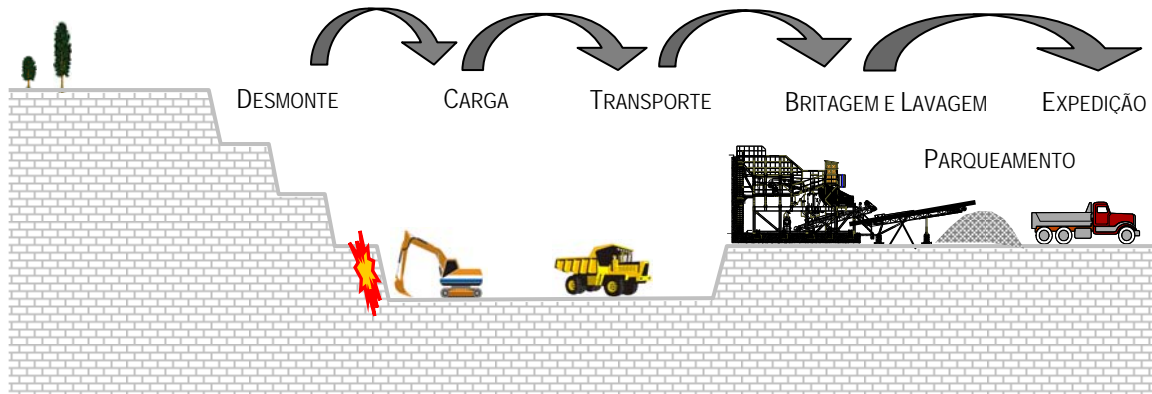 DESMONTE
CARGA
TRANSPORTE
BRITAGEM E LAVAGEM
EXPEDIÇÃO
PARQUEAMENTO